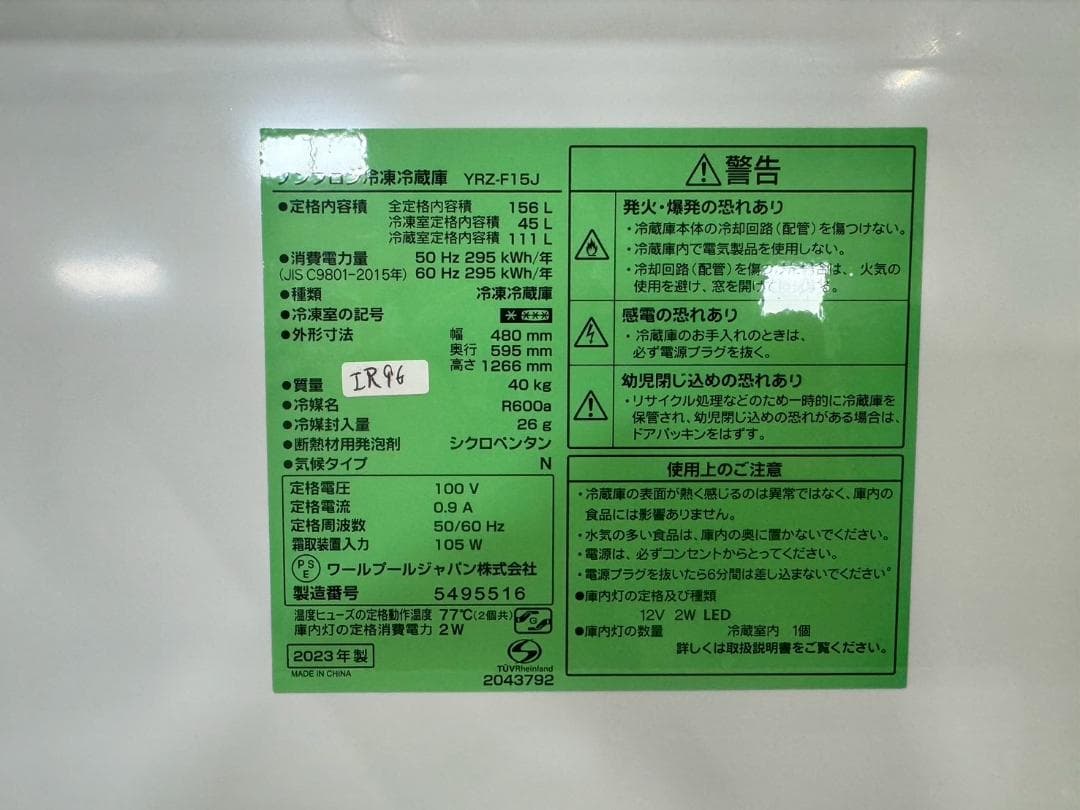 ノンフロン冷凍冷蔵庫 YRZ-F15J
●定格内容積 全定格内容積 156 L
冷凍室定格内容積 45 L
冷蔵室定格内容積 111 L
●消費電力量 50 Hz 295 kWh/年
(JIS C9801-2015年) 60 Hz 295 kWh/年
●種類 冷凍冷蔵庫
●冷凍室の記号
●外形寸法 幅 480 mm
奥行 595 mm
高さ 1266 mm
IR96
●質量 40 kg
●冷媒名 R600a
●冷媒封入量 26 g
●断熱材用発泡剤 シクロペンタン
●気候タイプ N
定格電圧 100 V
定格電流 0.9 A
定格周波数 50/60 Hz
霜取装置入力 105 W
PSE ワールプールジャパン株式会社
製造番号 5495516
温度ヒューズの定格動作温度 77℃(2個共)
庫内灯の定格消費電力 2W
G
2023年製
MADE IN CHINA
TÜVRheinland
2043792
警告
発火・爆発の恐れあり
・冷蔵庫本体の冷却回路(配管)を傷つけない。
・冷蔵庫内で電気製品を使用しない。
・冷却回路(配管)を傷 場合は、火気の
使用を避け、窓を開け
感電の恐れあり
・冷蔵庫のお手入れのときは、
必ず電源プラグを抜く。
幼児閉じ込めの恐れあり
・リサイクル処理などのため一時的に冷蔵庫を
保管され、幼児閉じ込めの恐れがある場合は、
ドアパッキンをはずす。
使用上のご注意
・冷蔵庫の表面が熱く感じるのは異常ではなく、庫内の
食品には影響ありません。
・水気の多い食品は、庫内の奥に置かないでください。
・電源は、必ずコンセントからとってください。
・電源プラグを抜いたら6分間は差し込まないでください。
●庫内灯の定格及び種類
12V 2W LED
●庫内灯の数量 冷蔵室内 1個
詳しくは取扱説明書をご覧ください。